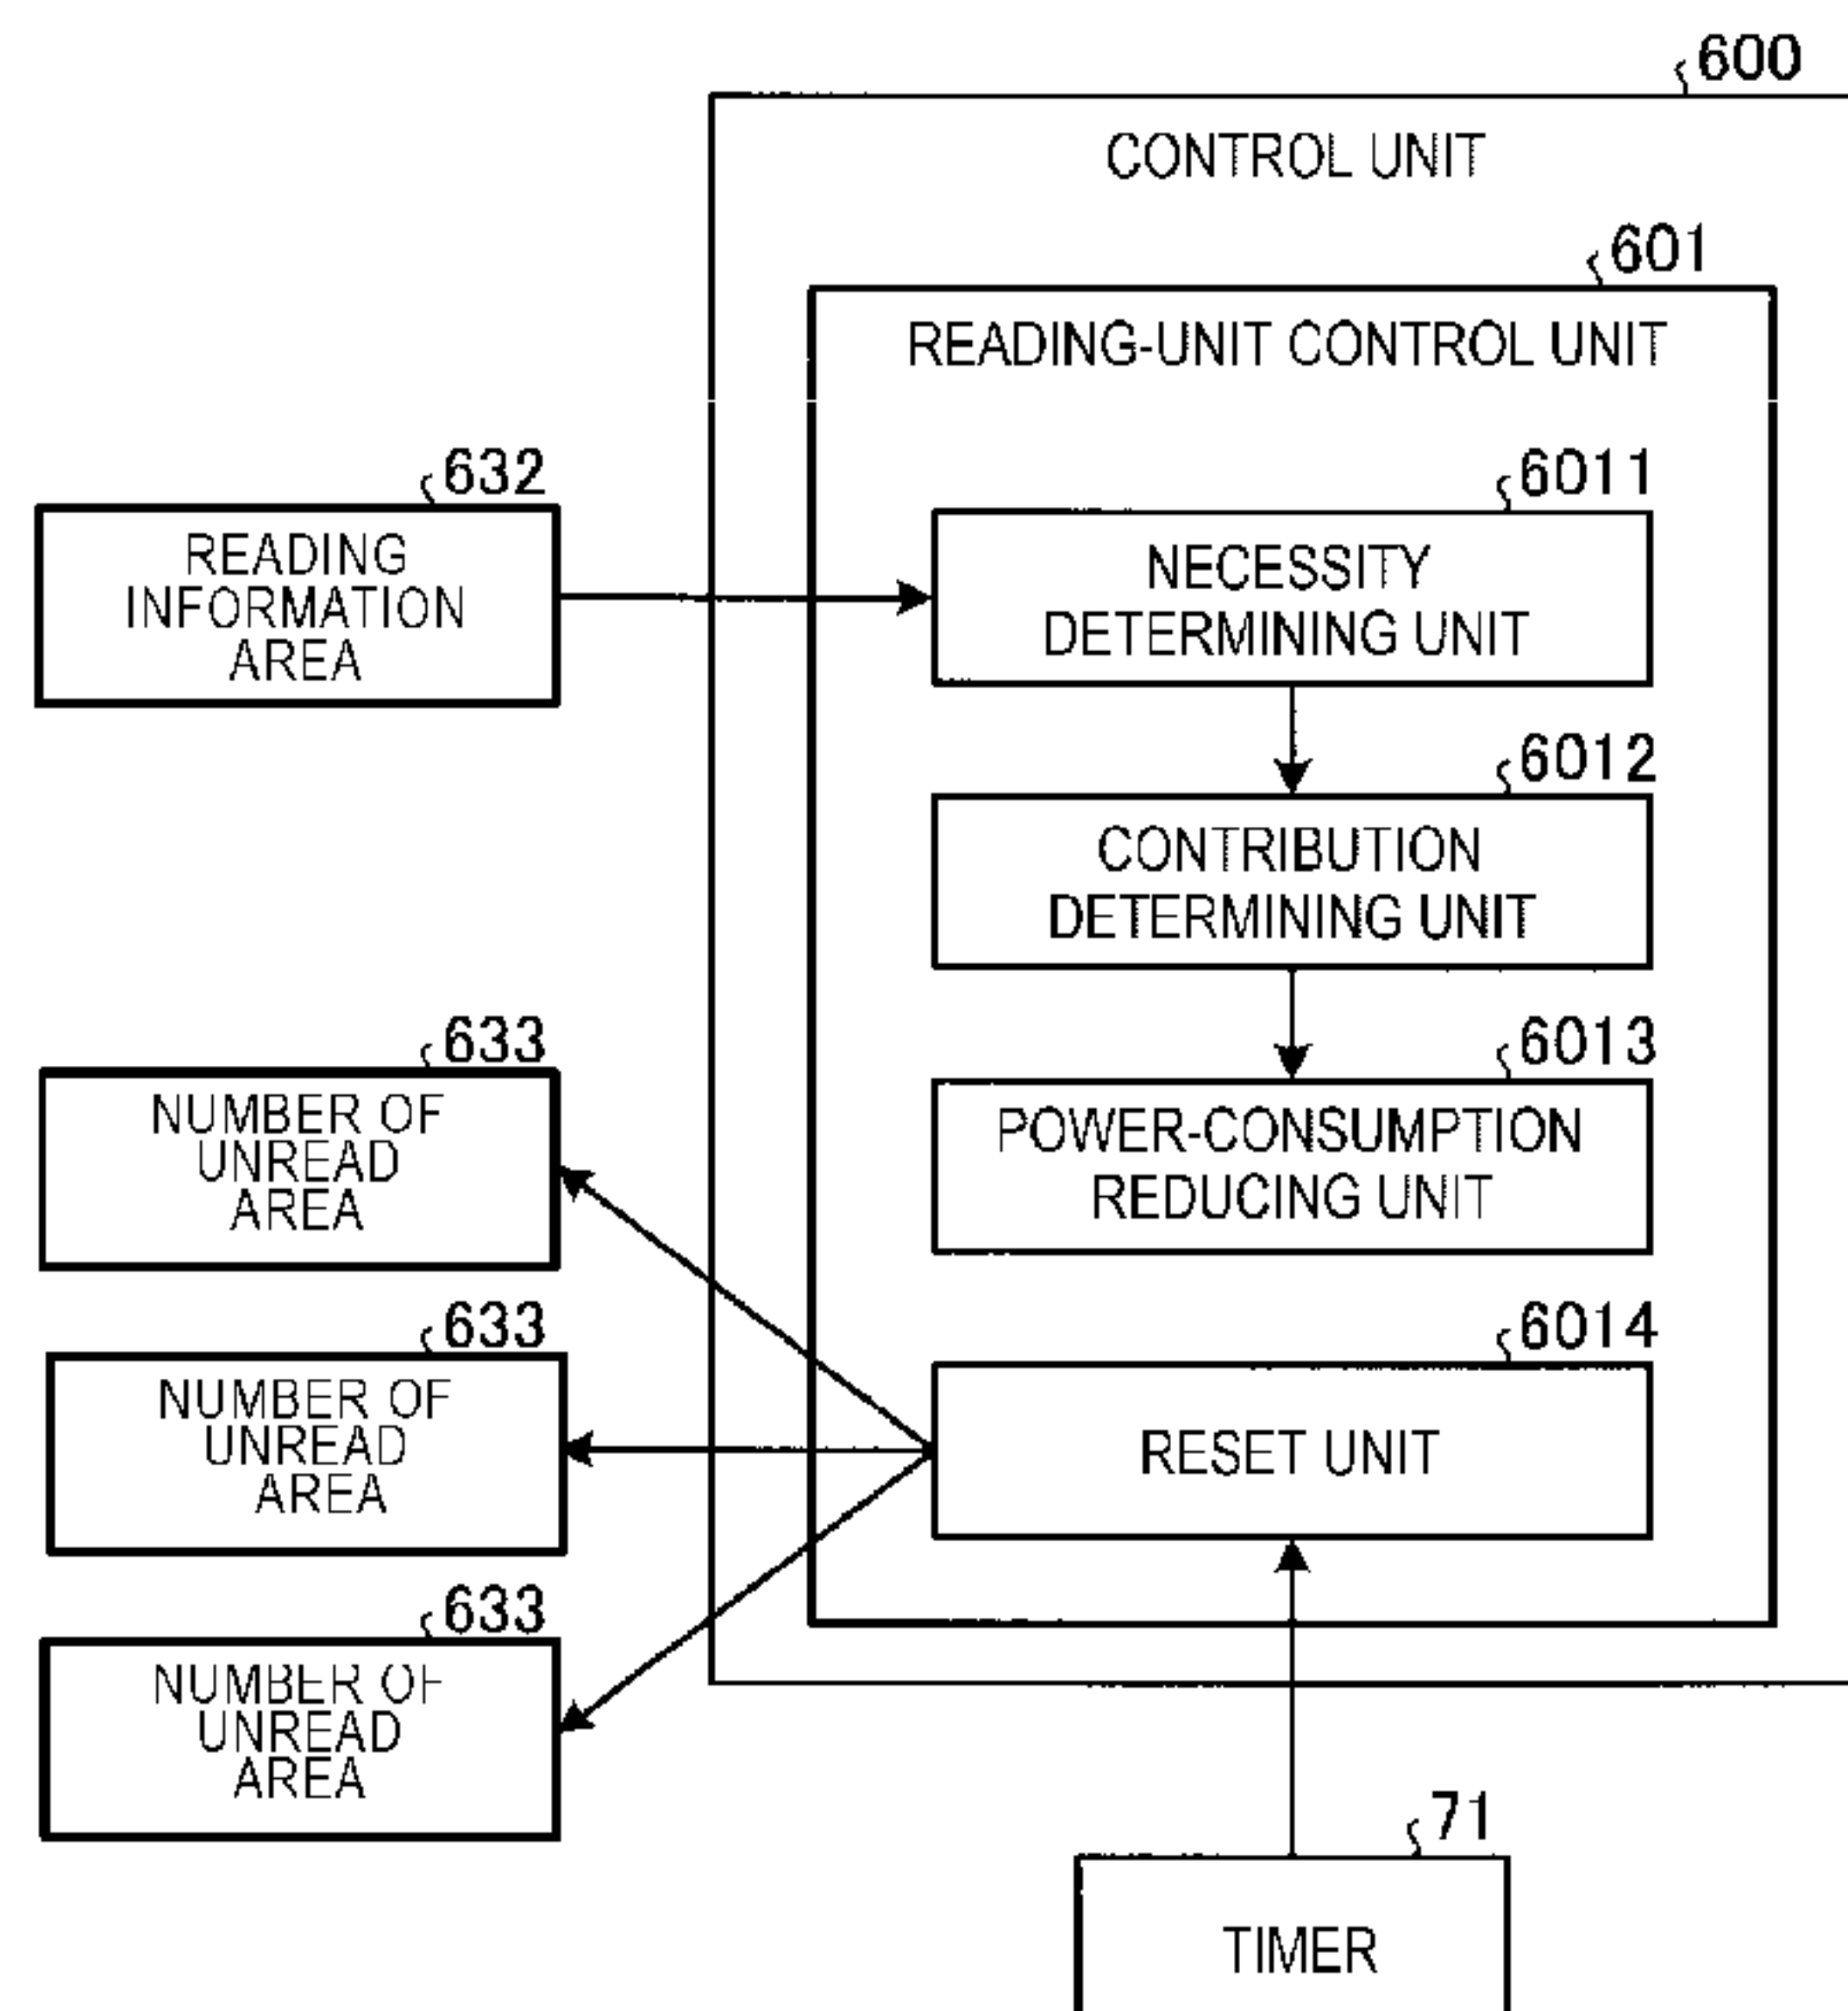 600
CONTROL UNIT
601
READING-UNIT CONTROL UNIT
632
READING
INFORMATION
AREA
6011
NECESSITY
DETERMINING UNIT
6012
CONTRIBUTION
DETERMINING UNIT
633
NUMBER OF
UNREAD
AREA
6013
POWER-CONSUMPTION
REDUCING UNIT
633
NUMBER OF
UNREAD
AREA
6014
RESET UNIT
633
NUMBER OF
UNREAD
AREA
71
TIMER